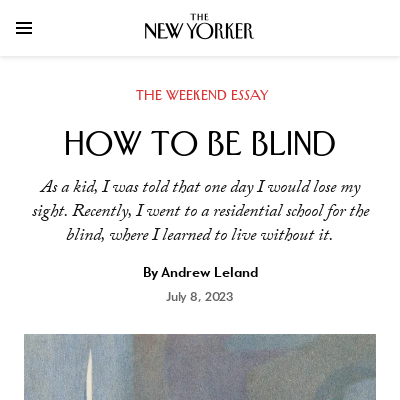 THE
NEW YORKER
THE WEEKEND ESSAY
HOW TO BE BLIND
As a kid, I was told that one day I would lose my
sight. Recently, I went to a residential school for the
blind, where I learned to live without it.
By Andrew Leland
July 8, 2023